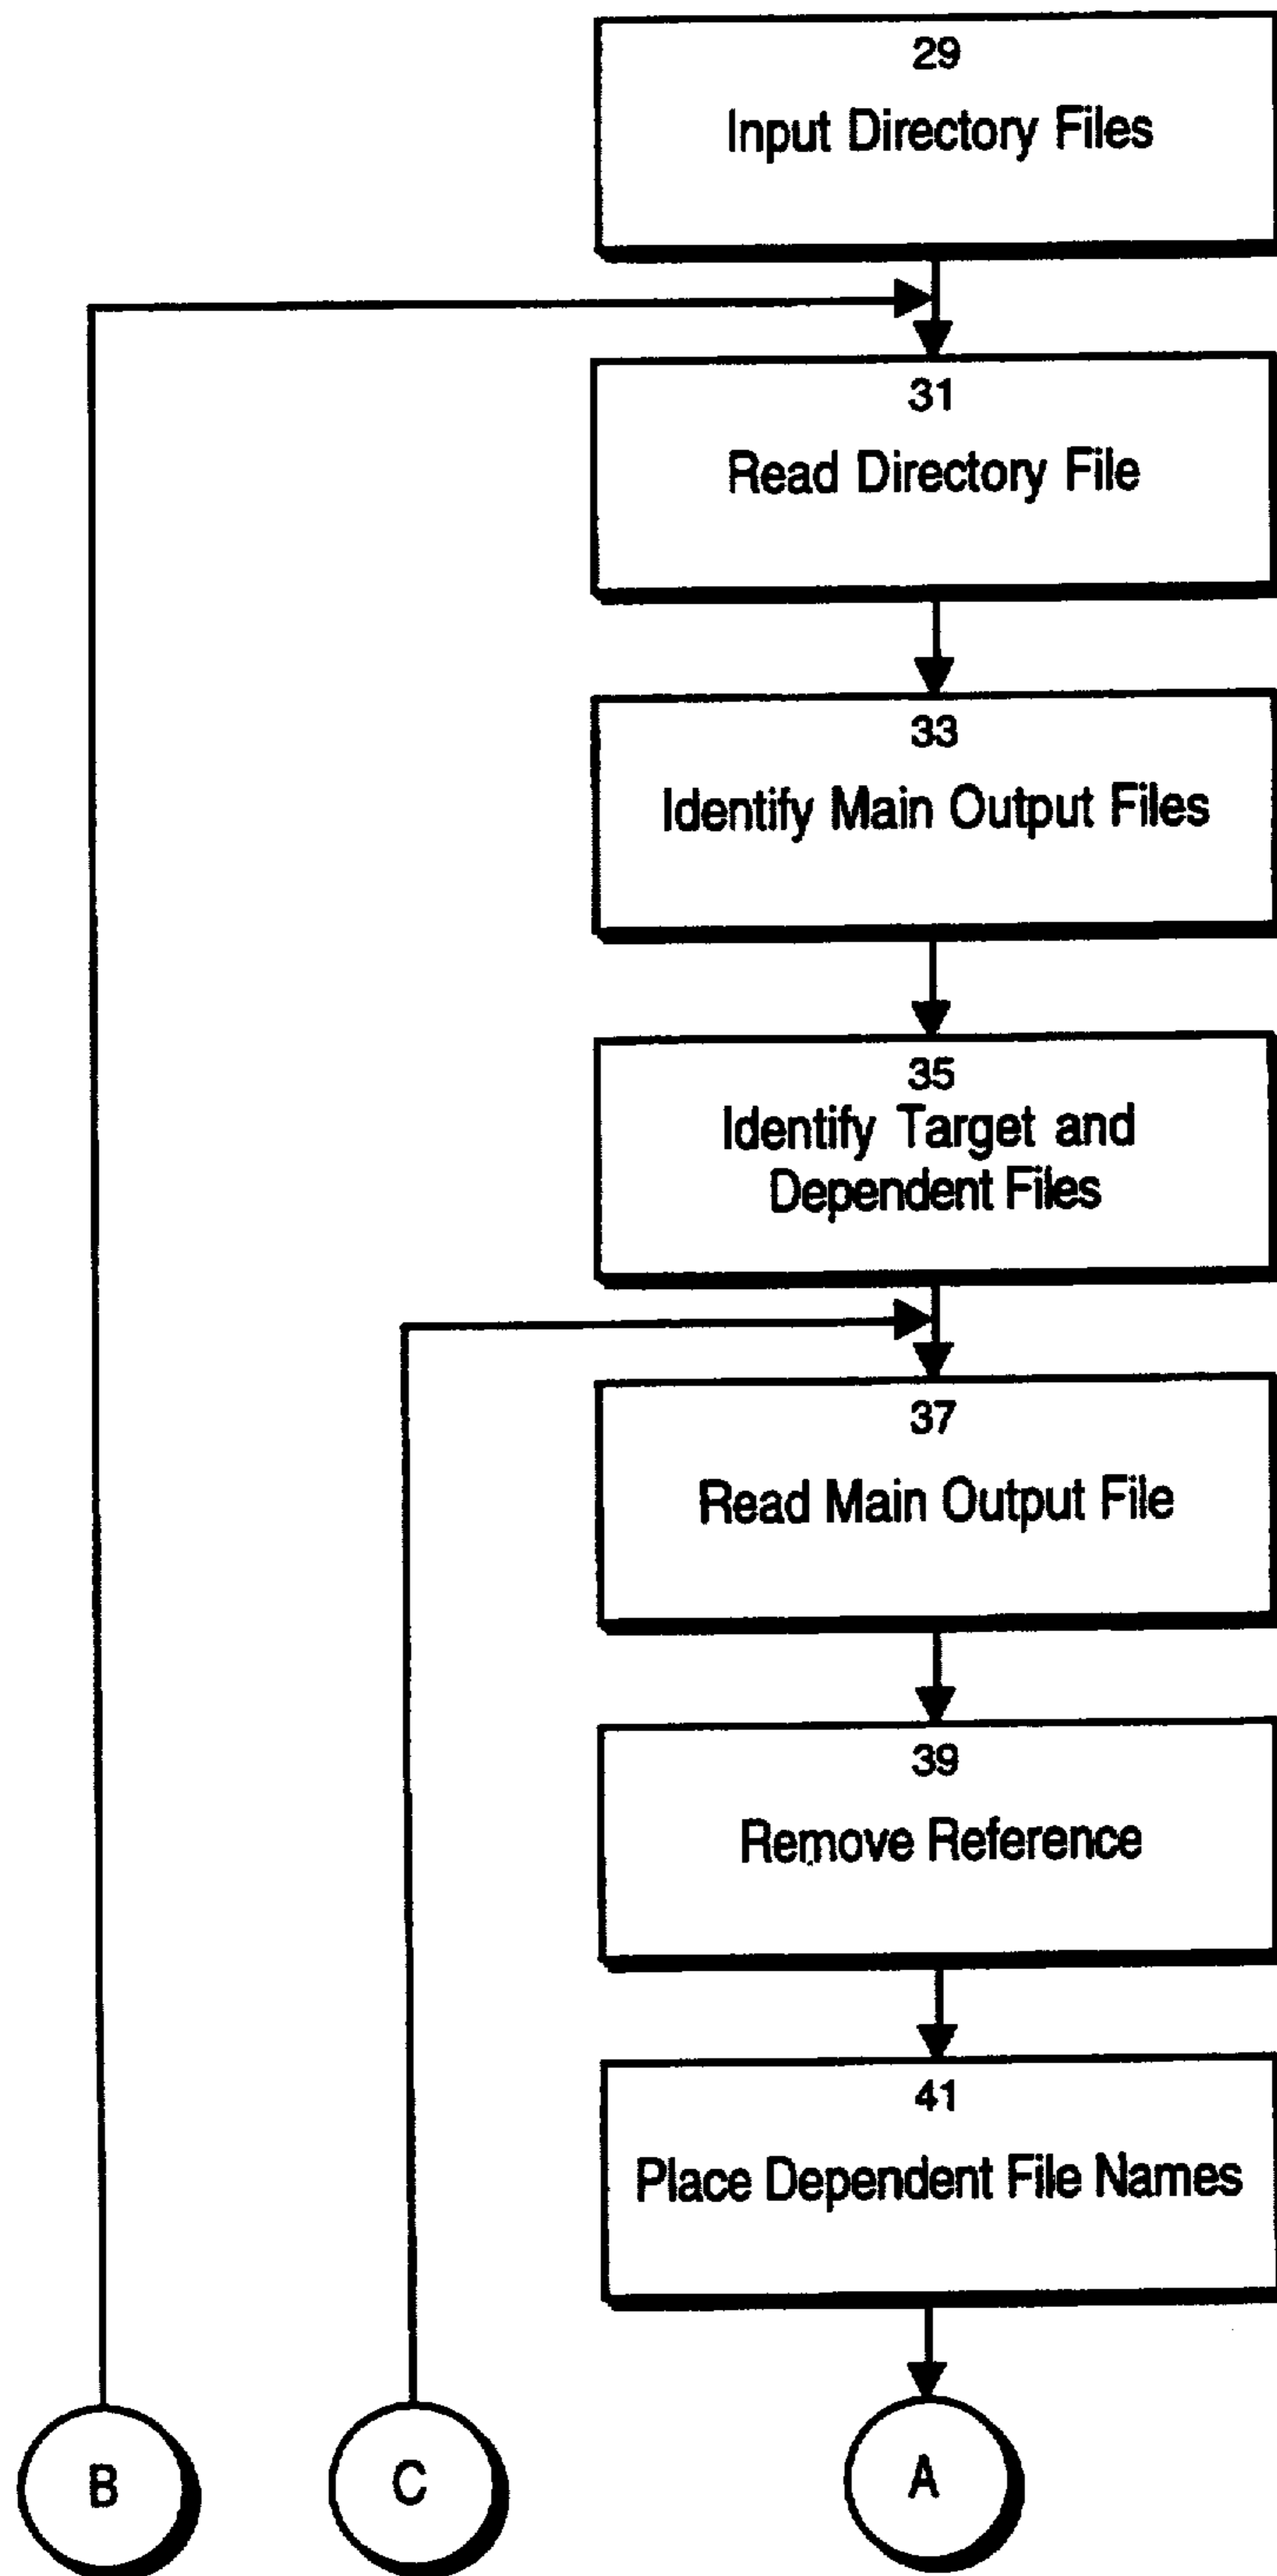 29
Input Directory Files
31
Read Directory File
33
Identify Main Output Files
35
Identify Target and
Dependent Files
37
Read Main Output File
39
Remove Reference
41
Place Dependent File Names
B
C
A